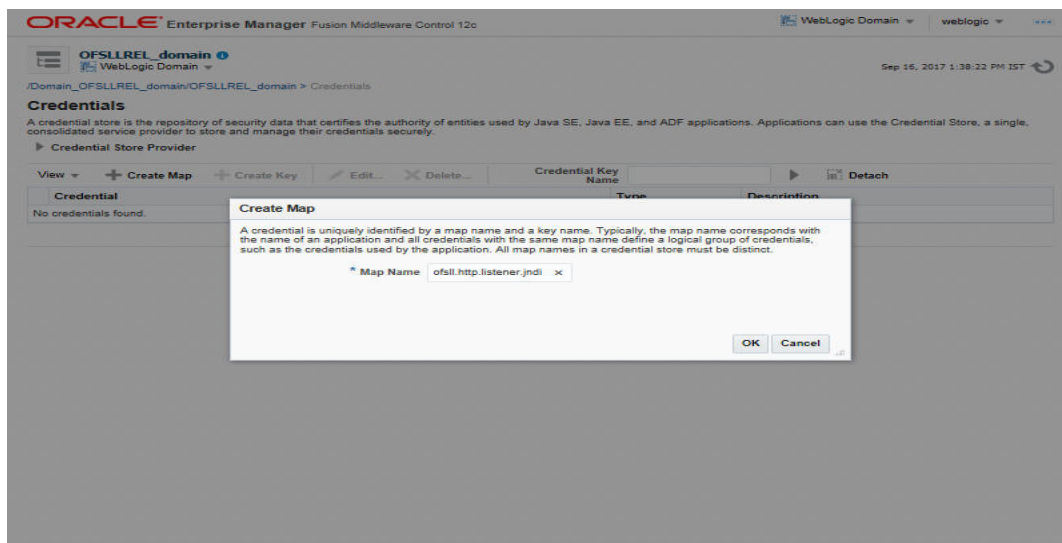 ORACLE® Enterprise Manager Fusion Middleware Control 12c
WebLogic Domain
weblogic
OFSLLREL_domain
WebLogic Domain
Sep 16, 2017 1:38:22 PM IST
/Domain_OFSLLREL_domain/OFSLLREL_domain > Credentials
Credentials
A credential store is the repository of security data that certifies the authority of entities used by Java SE, Java EE, and ADF applications. Applications can use the Credential Store, a single,
consolidated service provider to store and manage their credentials securely.
Credential Store Provider
View Create Map Create Key Edit... Delete... Credential Key
Name
Detach
Credential Type Description
No credentials found.
Create Map
A credential is uniquely identified by a map name and a key name. Typically, the map name corresponds with
the name of an application and all credentials with the same map name define a logical group of credentials,
such as the credentials used by the application. All map names in a credential store must be distinct.
* Map Name ofsll.http.listener.jndi ×
OK Cancel